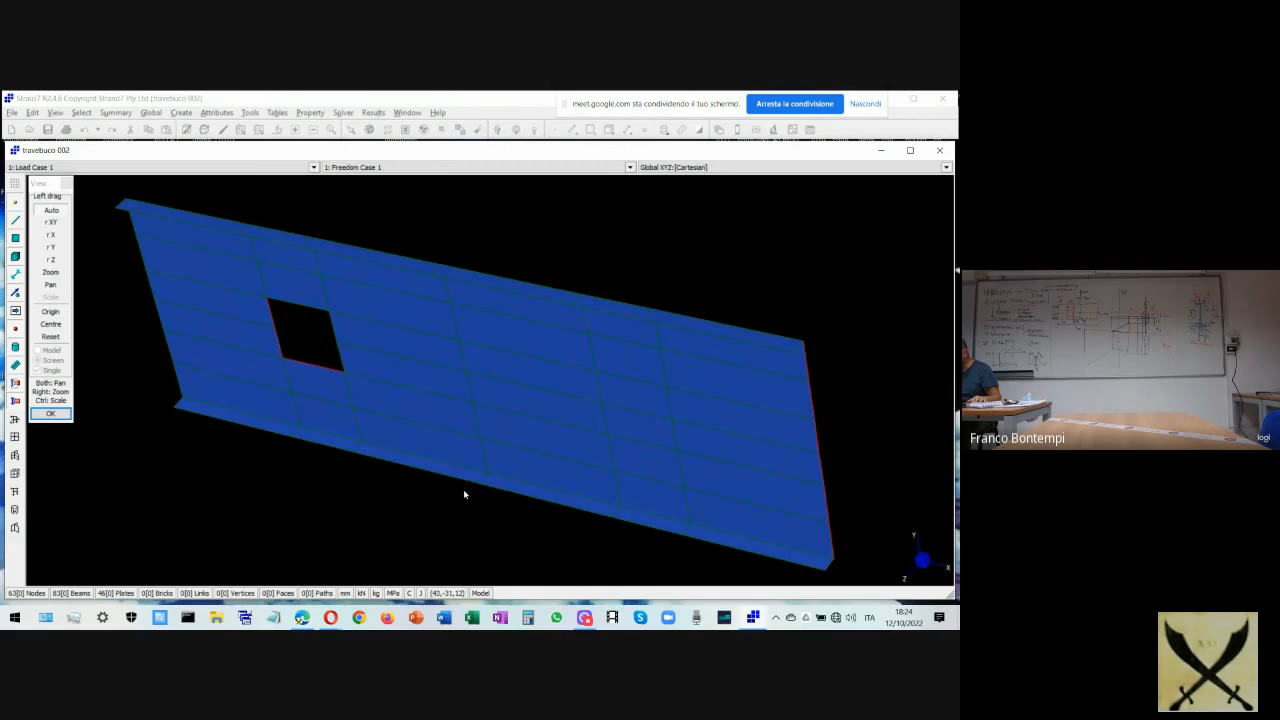 Straus7 R2.4.6 Copyright Strand7 Pty Ltd [travebuco 002]
meet.google.com sta condividendo il tuo schermo.
Arresta la condivisione
Nascondi
File Edit View Select Summary Global Create Attributes Tools Tables Property Solver Results Window Help
travebuco 002
1: Load Case 1
1: Freedom Case 1
Global XYZ:[Cartesian]
View
Left drag
Auto
r XY
r X
r Y
r Z
Zoom
Pan
Scale
Origin
Centre
Reset
Model
Screen
Single
Both: Pan
Right: Zoom
Ctrl: Scale
OK
Y
X
Z
Franco Bontempi
logi
63[0] Nodes 83[0] Beams 46[0] Plates 0[0] Bricks 0[0] Links 0[0] Vertices 0[0] Faces 0[0] Paths mm kN kg MPa C J (43,-31,12) Model
ITA
18:24
12/10/2022